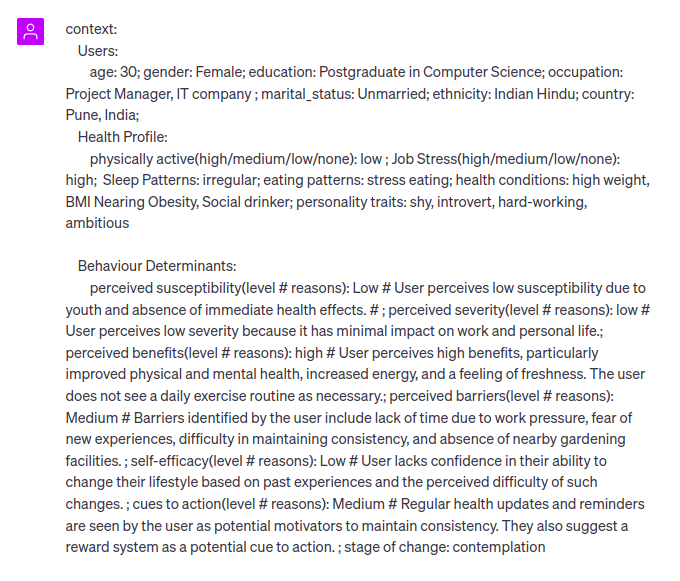 context:
Users:
age: 30; gender: Female; education: Postgraduate in Computer Science; occupation:
Project Manager, IT company ; marital_status: Unmarried; ethnicity: Indian Hindu; country:
Pune, India;
Health Profile:
physically active(high/medium/low/none): low ; Job Stress(high/medium/low/none):
high;  Sleep Patterns: irregular; eating patterns: stress eating; health conditions: high weight,
BMI Nearing Obesity, Social drinker; personality traits: shy, introvert, hard-working,
ambitious
Behaviour Determinants:
perceived susceptibility(level # reasons): Low # User perceives low susceptibility due to
youth and absence of immediate health effects. # ; perceived severity(level # reasons): low #
User perceives low severity because it has minimal impact on work and personal life.;
perceived benefits(level # reasons): high # User perceives high benefits, particularly
improved physical and mental health, increased energy, and a feeling of freshness. The user
does not see a daily exercise routine as necessary.; perceived barriers(level # reasons):
Medium # Barriers identified by the user include lack of time due to work pressure, fear of
new experiences, difficulty in maintaining consistency, and absence of nearby gardening
facilities. ; self-efficacy(level # reasons): Low # User lacks confidence in their ability to
change their lifestyle based on past experiences and the perceived difficulty of such
changes. ; cues to action(level # reasons): Medium # Regular health updates and reminders
are seen by the user as potential motivators to maintain consistency. They also suggest a
reward system as a potential cue to action. ; stage of change: contemplation